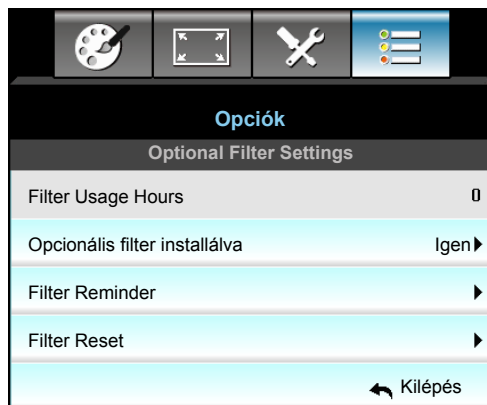 Opciók
Optional Filter Settings
Filter Usage Hours 0
Opcionális filter installálva Igen
Filter Reminder
Filter Reset
Kilépés